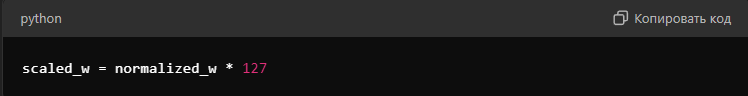 python Копировать код
scaled_w = normalized_w * 127